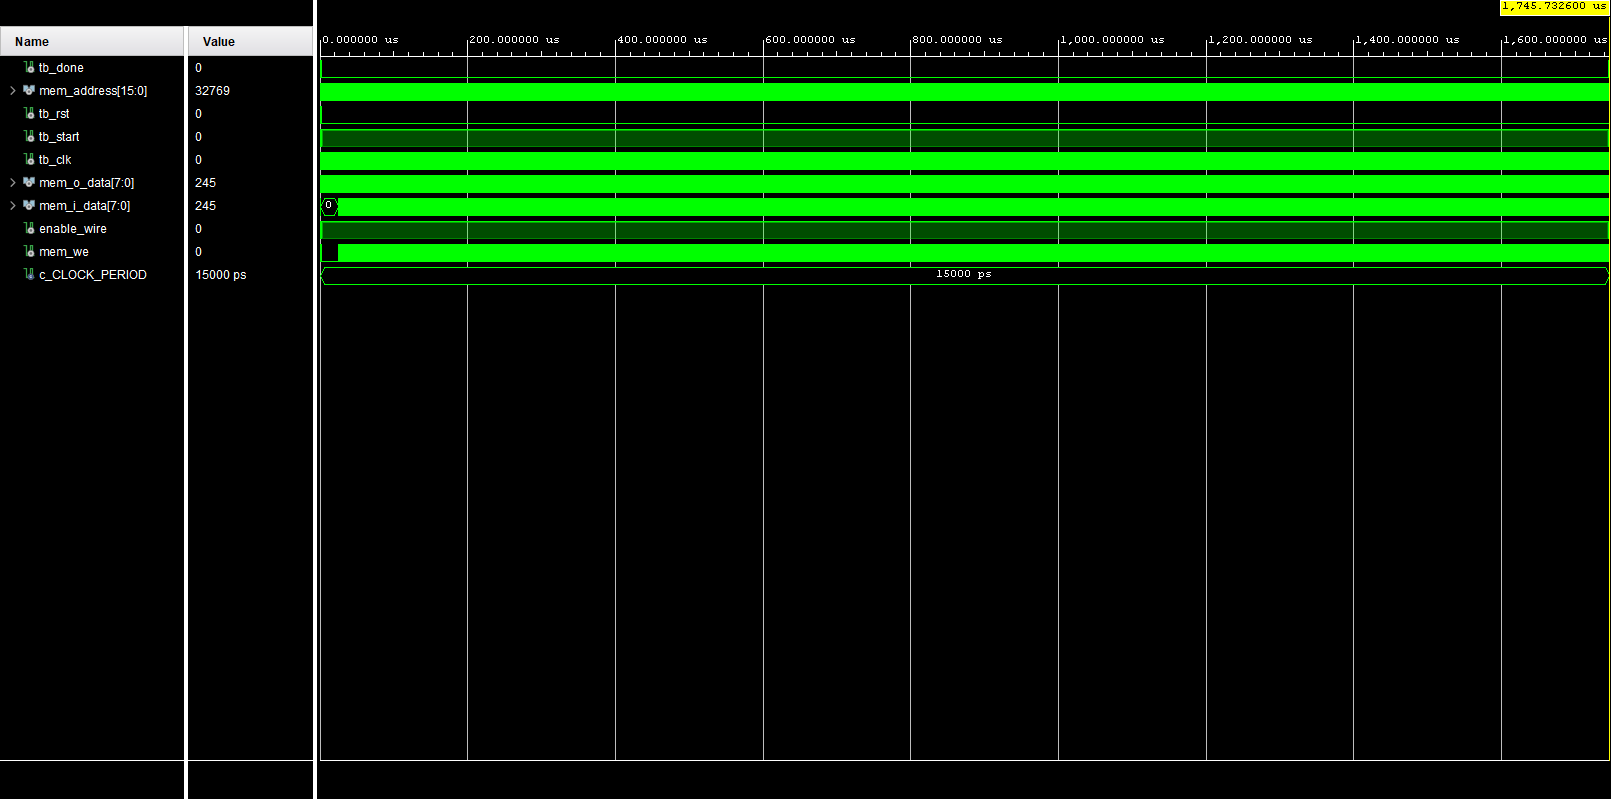 1,745.732600 us
Name Value 0.000000 us 200.000000 us 400.000000 us 600.000000 us 800.000000 us 1,000.000000 us 1,200.000000 us 1,400.000000 us 1,600.000000 us
tb_done 0
mem_address[15:0] 32769
tb_rst 0
tb_start 0
tb_clk 0
mem_o_data[7:0] 245
mem_i_data[7:0] 245 0
enable_wire 0
mem_we 0
c_CLOCK_PERIOD 15000 ps 15000 ps